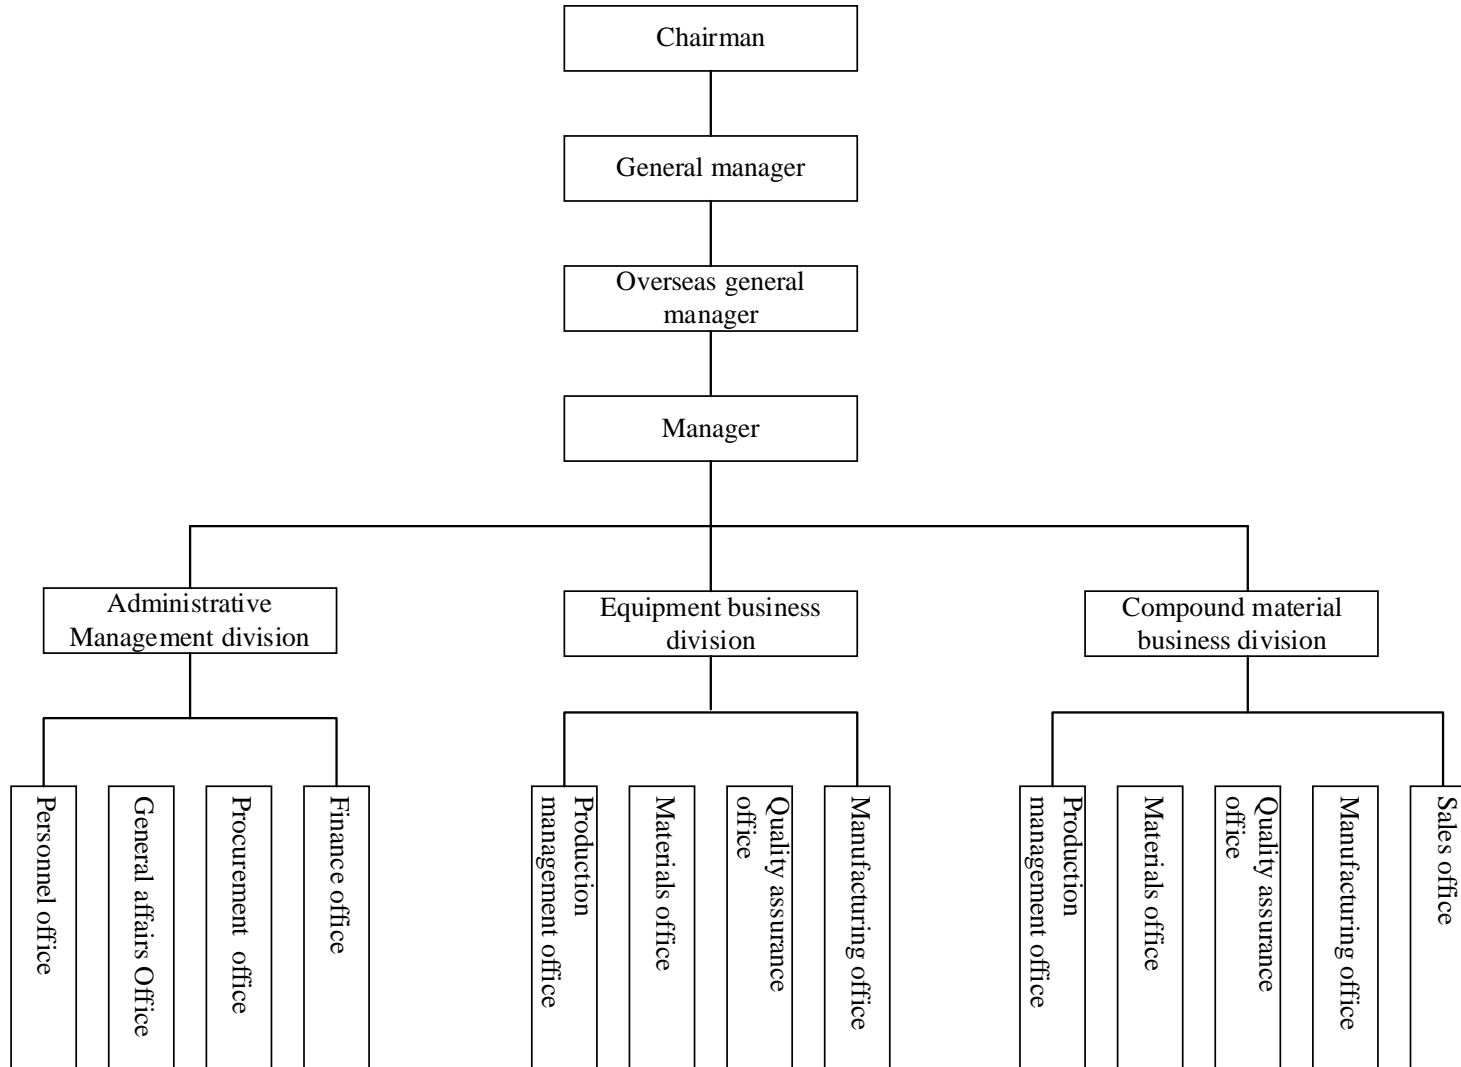 Chairman
General manager
Overseas general
manager
Manager
Administrative
Management division
Equipment business
division
Compound material
business division
Personnel office
General affairs Office
Procurement office
Finance office
Production
management office
Materials office
Quality assurance
office
Manufacturing office
Production
management office
Materials office
Quality assurance
office
Manufacturing office
Sales office